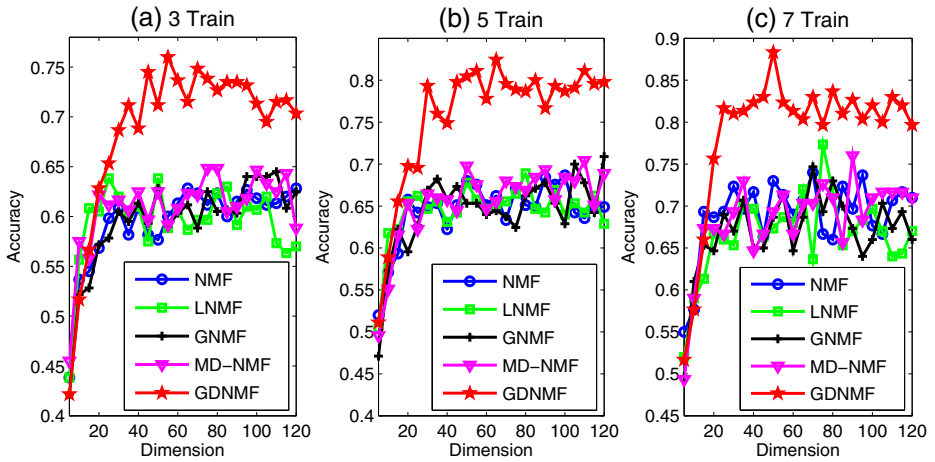 (a) 3 Train
0.75
0.7
0.65
0.6
0.55
0.5
0.45
0.4
Accuracy
20 40 60 80 100 120
Dimension
NMF
LNMF
GNMF
MD-NMF
GDNMF
(b) 5 Train
0.8
0.7
0.65
0.6
0.55
0.5
0.45
0.4
Accuracy
20 40 60 80 100 120
Dimension
NMF
LNMF
GNMF
MD-NMF
GDNMF
(c) 7 Train
0.9
0.85
0.8
0.75
0.7
0.65
0.6
0.55
0.5
0.45
Accuracy
20 40 60 80 100 120
Dimension
NMF
LNMF
GNMF
MD-NMF
GDNMF